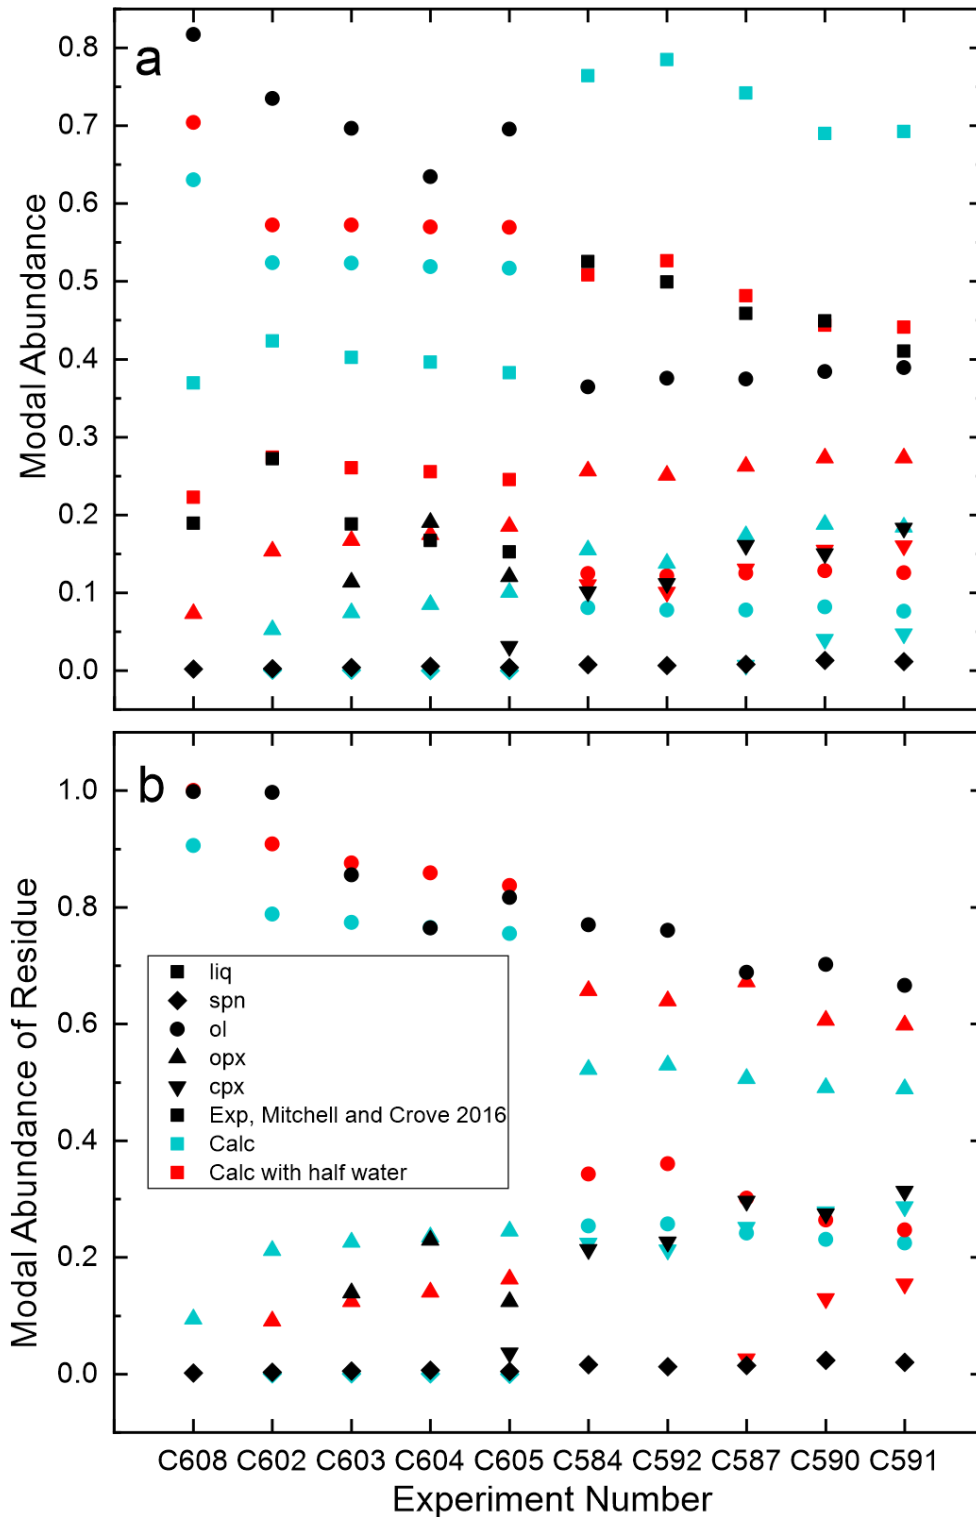 a
0.8
0.7
0.6
0.5
0.4
0.3
0.2
0.1
0.0
Modal Abundance
b
1.0
0.8
0.6
0.4
0.2
0.0
Modal Abundance of Residue
liq
spn
ol
opx
cpx
Exp, Mitchell and Crove 2016
Calc
Calc with half water
C608 C602 C603 C604 C605 C584 C592 C587 C590 C591
Experiment Number